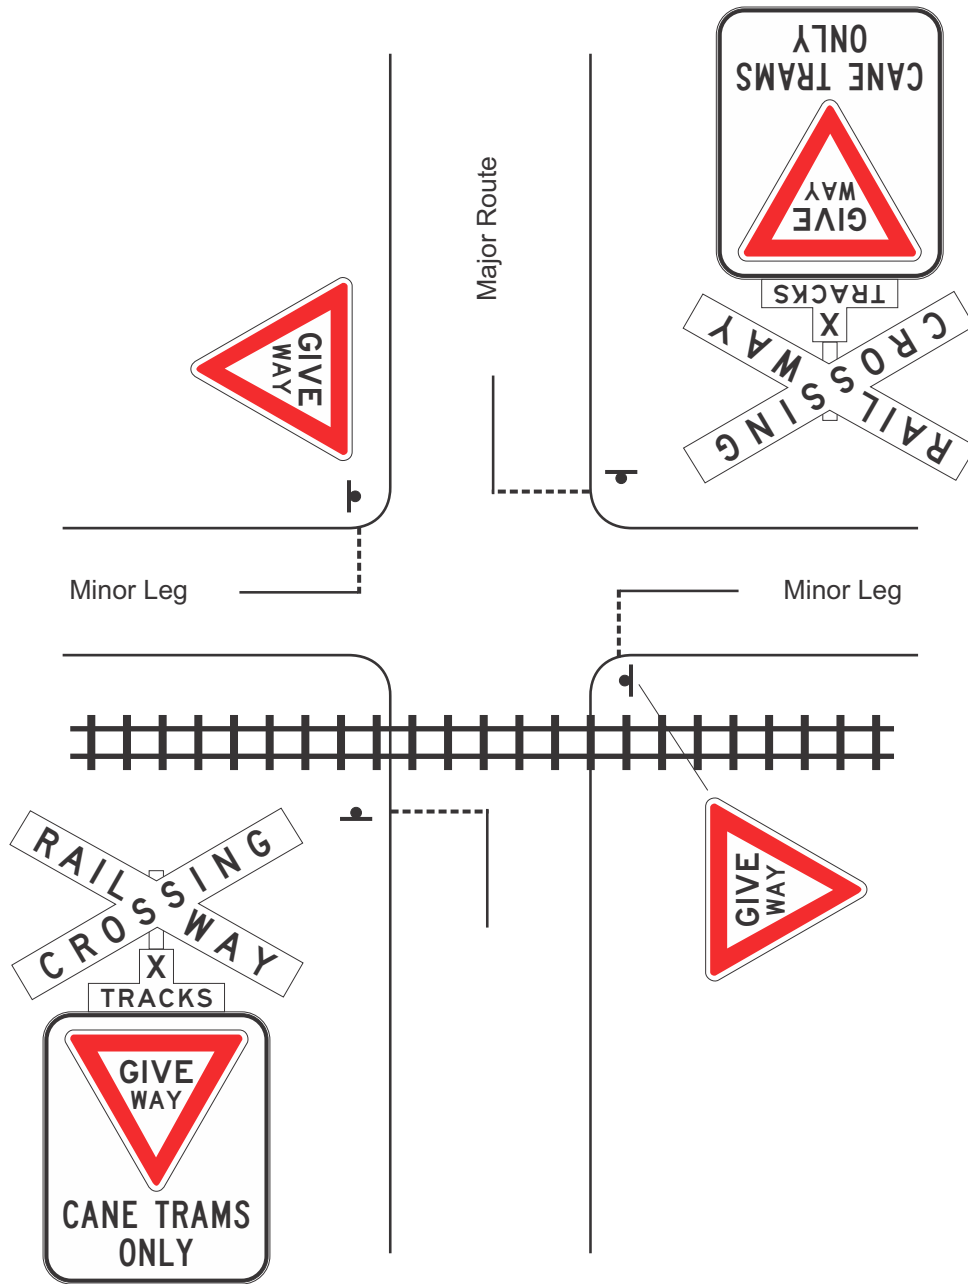 CANE TRAMS
ONLY
GIVE
WAY
X
TRACKS
RAILWAY
CROSSING
Major Route
GIVE
WAY
Minor Leg
Minor Leg
RAILWAY
CROSSING
X
TRACKS
GIVE
WAY
CANE TRAMS
ONLY
GIVE
WAY